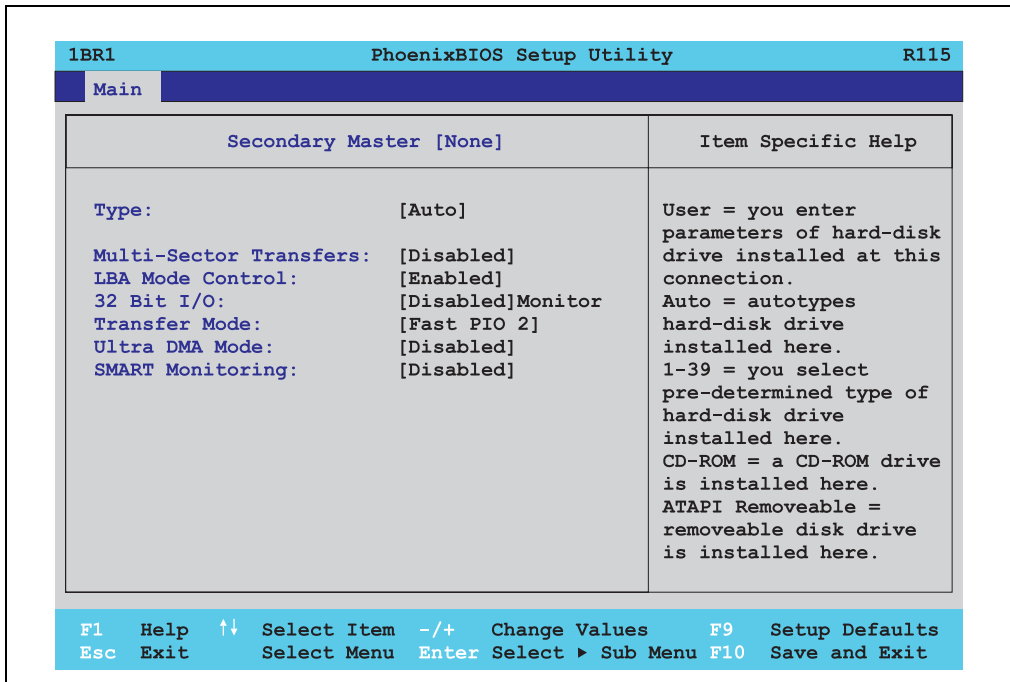 1BR1 PhoenixBIOS Setup Utility R115
Main
Secondary Master [None]
Item Specific Help
Type: [Auto]
Multi-Sector Transfers: [Disabled]
LBA Mode Control: [Enabled]
32 Bit I/O: [Disabled]Monitor
Transfer Mode: [Fast PIO 2]
Ultra DMA Mode: [Disabled]
SMART Monitoring: [Disabled]
User = you enter
parameters of hard-disk
drive installed at this
connection.
Auto = autotypes
hard-disk drive
installed here.
1-39 = you select
pre-determined type of
hard-disk drive
installed here.
CD-ROM = a CD-ROM drive
is installed here.
ATAPI Removeable =
removeable disk drive
is installed here.
F1 Help ↑↓ Select Item -/+ Change Values F9 Setup Defaults
Esc Exit Select Menu Enter Select ▶ Sub Menu F10 Save and Exit